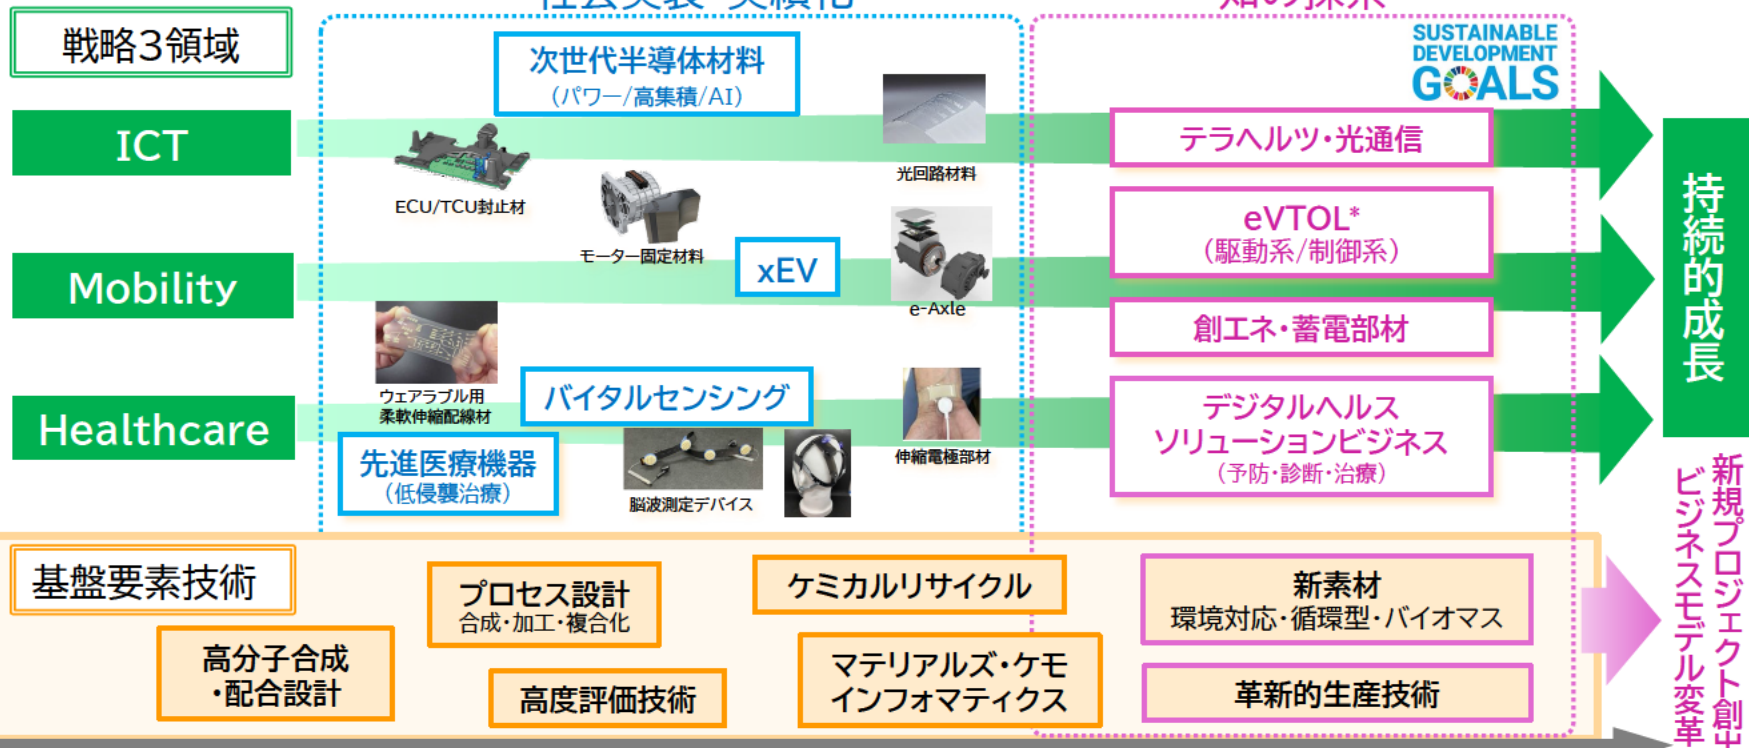 社会実装・実績化
知の探索
戦略3領域
SUSTAINABLE
DEVELOPMENT
GOALS
次世代半導体材料
（パワー/高集積/AI）
ICT
テラヘルツ・光通信
光回路材料
ECU/TCU封止材
eVTOL*
（駆動系/制御系）
モーター固定材料
xEV
Mobility
e-Axle
創エネ・蓄電部材
持続的成長
ウェアラブル用
柔軟伸縮配線材
バイタルセンシング
デジタルヘルス
ソリューションビジネス
（予防・診断・治療）
Healthcare
先進医療機器
（低侵襲治療）
伸縮電極部材
脳波測定デバイス
新規プロジェクト創出
ビジネスモデル変革
基盤要素技術
プロセス設計
合成・加工・複合化
ケミカルリサイクル
新素材
環境対応・循環型・バイオマス
高分子合成
・配合設計
高度評価技術
マテリアルズ・ケモ
インフォマティクス
革新的生産技術